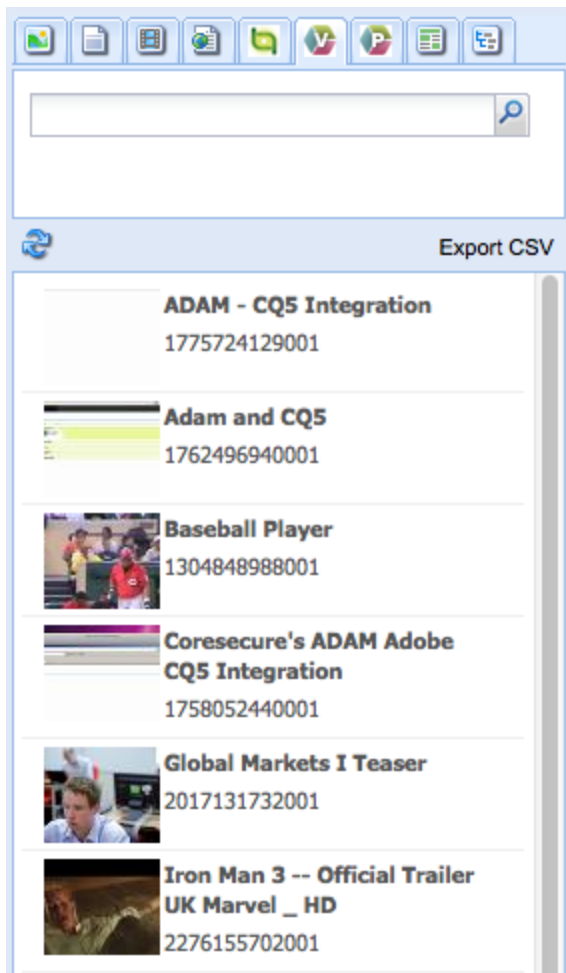 V
P
Export CSV
ADAM - CQ5 Integration
1775724129001
Adam and CQ5
1762496940001
Baseball Player
1304848988001
Coresecure's ADAM Adobe
CQ5 Integration
1758052440001
Global Markets I Teaser
2017131732001
Iron Man 3 -- Official Trailer
UK Marvel _ HD
2276155702001